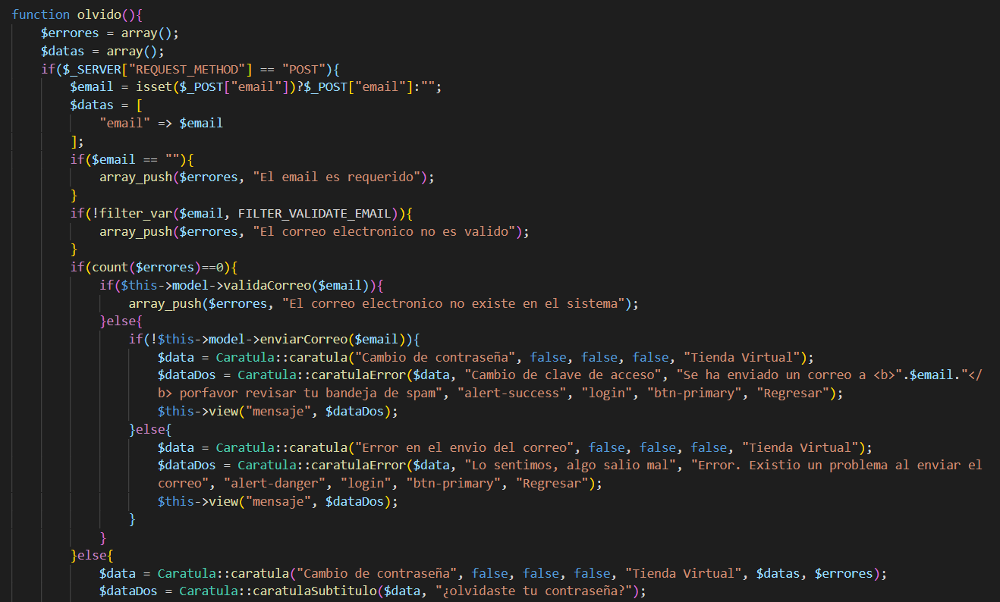 function olvido(){
    $errores = array();
    $datas = array();
    if($_SERVER["REQUEST_METHOD"] == "POST"){
        $email = isset($_POST["email"])?$_POST["email"]:"";
        $datas = [
            "email" => $email
        ];
        if($email == ""){
            array_push($errores, "El email es requerido");
        }
        if(!filter_var($email, FILTER_VALIDATE_EMAIL)){
            array_push($errores, "El correo electronico no es valido");
        }
        if(count($errores)==0){
            if($this->model->validaCorreo($email)){
                array_push($errores, "El correo electronico no existe en el sistema");
            }else{
                if(!$this->model->enviarCorreo($email)){
                    $data = Caratula::caratula("Cambio de contraseña", false, false, false, "Tienda Virtual");
                    $dataDos = Caratula::caratulaError($data, "Cambio de clave de acceso", "Se ha enviado un correo a <b>".$email."</
                    b> porfavor revisar tu bandeja de spam", "alert-success", "login", "btn-primary", "Regresar");
                    $this->view("mensaje", $dataDos);
                }else{
                    $data = Caratula::caratula("Error en el envio del correo", false, false, false, "Tienda Virtual");
                    $dataDos = Caratula::caratulaError($data, "Lo sentimos, algo salio mal", "Error. Existio un problema al enviar el
                    correo", "alert-danger", "login", "btn-primary", "Regresar");
                    $this->view("mensaje", $dataDos);
                }
            }
        }else{
            $data = Caratula::caratula("Cambio de contraseña", false, false, false, "Tienda Virtual", $datas, $errores);
            $dataDos = Caratula::caratulaSubtitulo($data, "¿olvidaste tu contraseña?");